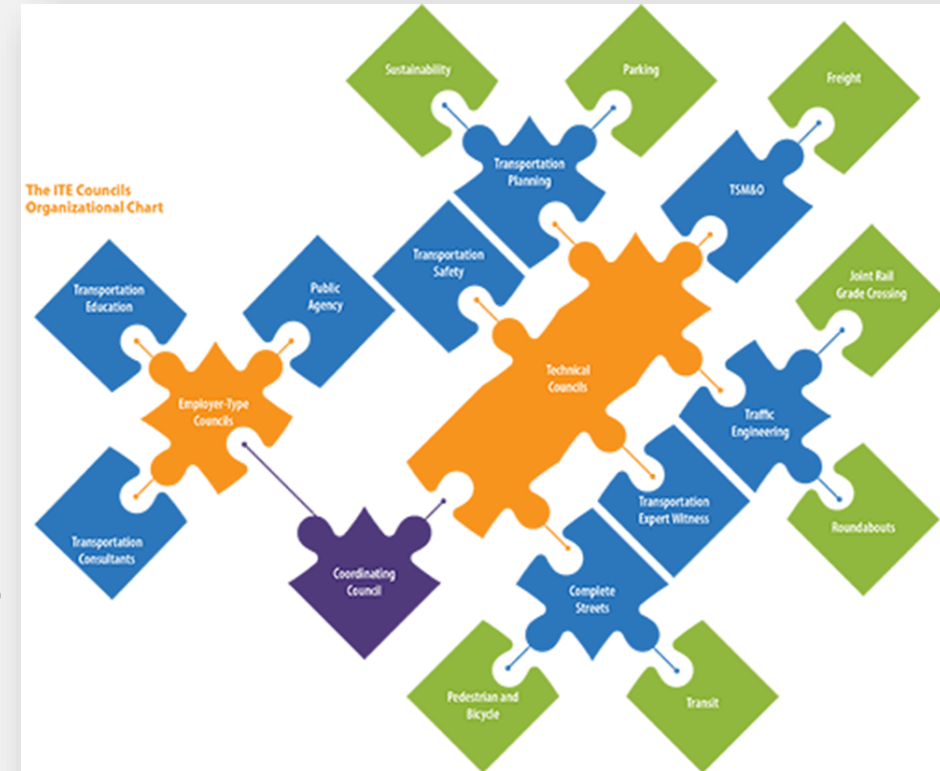 Sustainability
Parking
Freight
Transportation
Planning
TSM&O
The ITE Councils
Organizational Chart
Transportation
Safety
Transportation
Education
Public
Agency
Joint Rail
Grade Crossing
Technical
Councils
Employer-Type
Councils
Traffic
Engineering
Transportation
Expert Witness
Roundabouts
Transportation
Consultants
Coordinating
Council
Complete
Streets
Pedestrian and
Bicycle
Transit